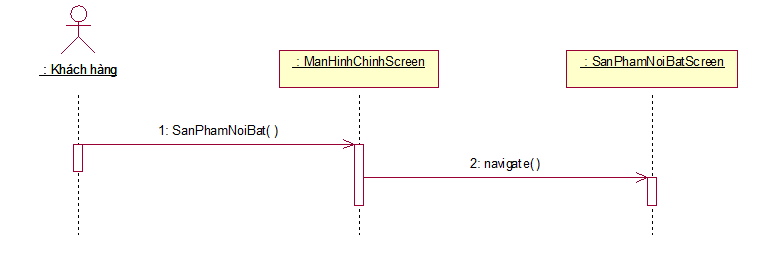 : Khách hàng
: ManHinhChinhScreen
: SanPhamNoiBatScreen
1: SanPhamNoiBat( )
2: navigate( )